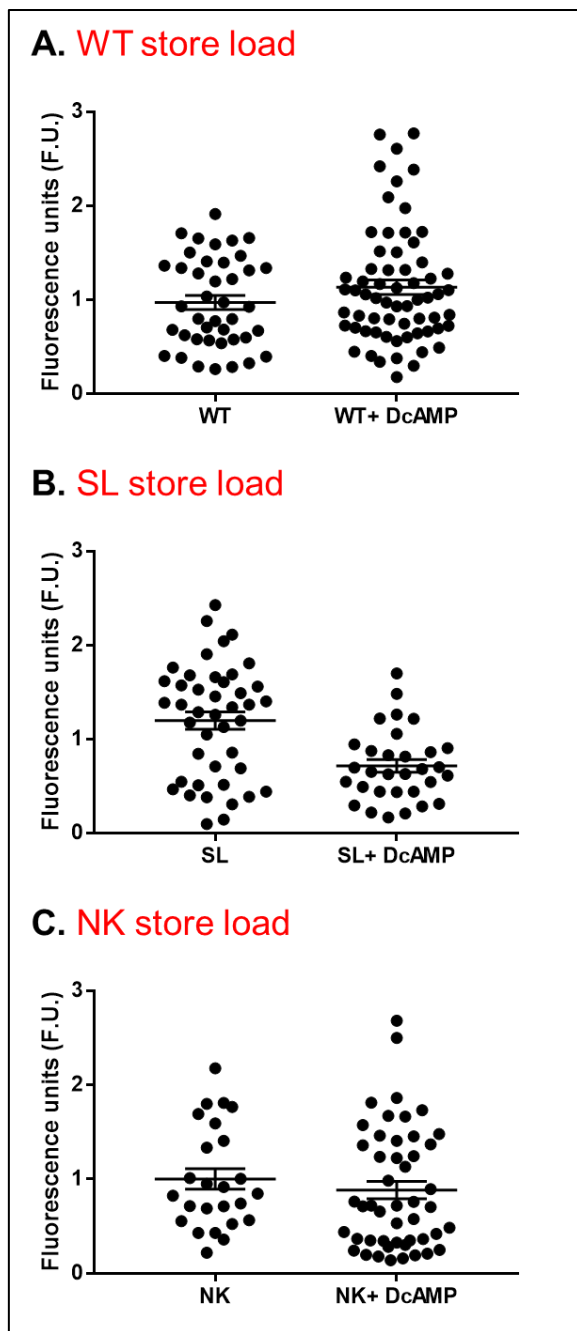 A. WT store load
Fluorescence units (F.U.)
3
2
1
0
WT
WT+ DcAMP
B. SL store load
Fluorescence units (F.U.)
3
2
1
0
SL
SL+ DcAMP
C. NK store load
Fluorescence units (F.U.)
3
2
1
0
NK
NK+ DcAMP